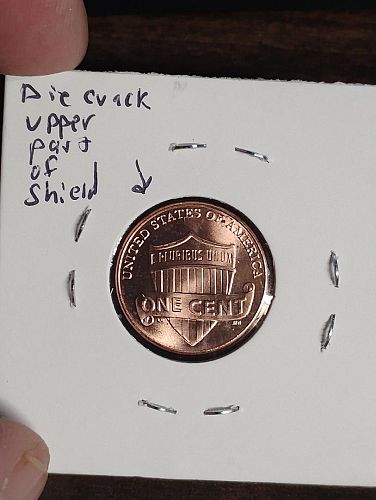 Die crack
upper
part
of
Shield
UNITED STATES OF AMERICA
E PLURIBUS UNUM
ONE CENT